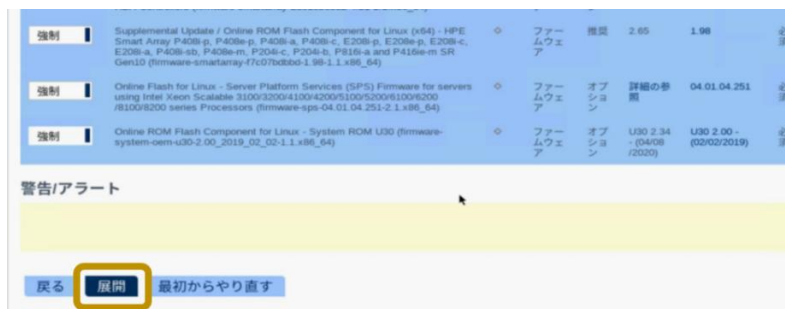 強制
Supplemental Update / Online ROM Flash Component for Linux (x64) - HPE
Smart Array P408i-p, P408e-p, P408i-a, P408i-c, E208i-p, E208e-p, E208i-c,
E208i-a, P408i-sb, P408e-m, P204i-c, P204i-b, P816i-a and P416ie-m SR
Gen10 (firmware-smartarray-f7c07bdbbd-1.98-1.1.x86_64)
ファー
ムウェ
ア
推奨
2.65
1.98
強制
Online Flash for Linux - Server Platform Services (SPS) Firmware for servers
using Intel Xeon Scalable 3100/3200/4100/4200/5100/5200/6100/6200
/8100/8200 series Processors (firmware-sps-04.01.04.251-2.1.x86_64)
ファー
ムウェ
ア
オプ
ショ
ン
詳細の参
照
04.01.04.251
強制
Online ROM Flash Component for Linux - System ROM U30 (firmware-
system-oem-u30-2.00_2019_02_02-1.1.x86_64)
ファー
ムウェ
ア
オプ
ショ
ン
U30 2.34
- (04/08
/2020)
U30 2.00 -
(02/02/2019)
警告/アラート
戻る
展開
最初からやり直す